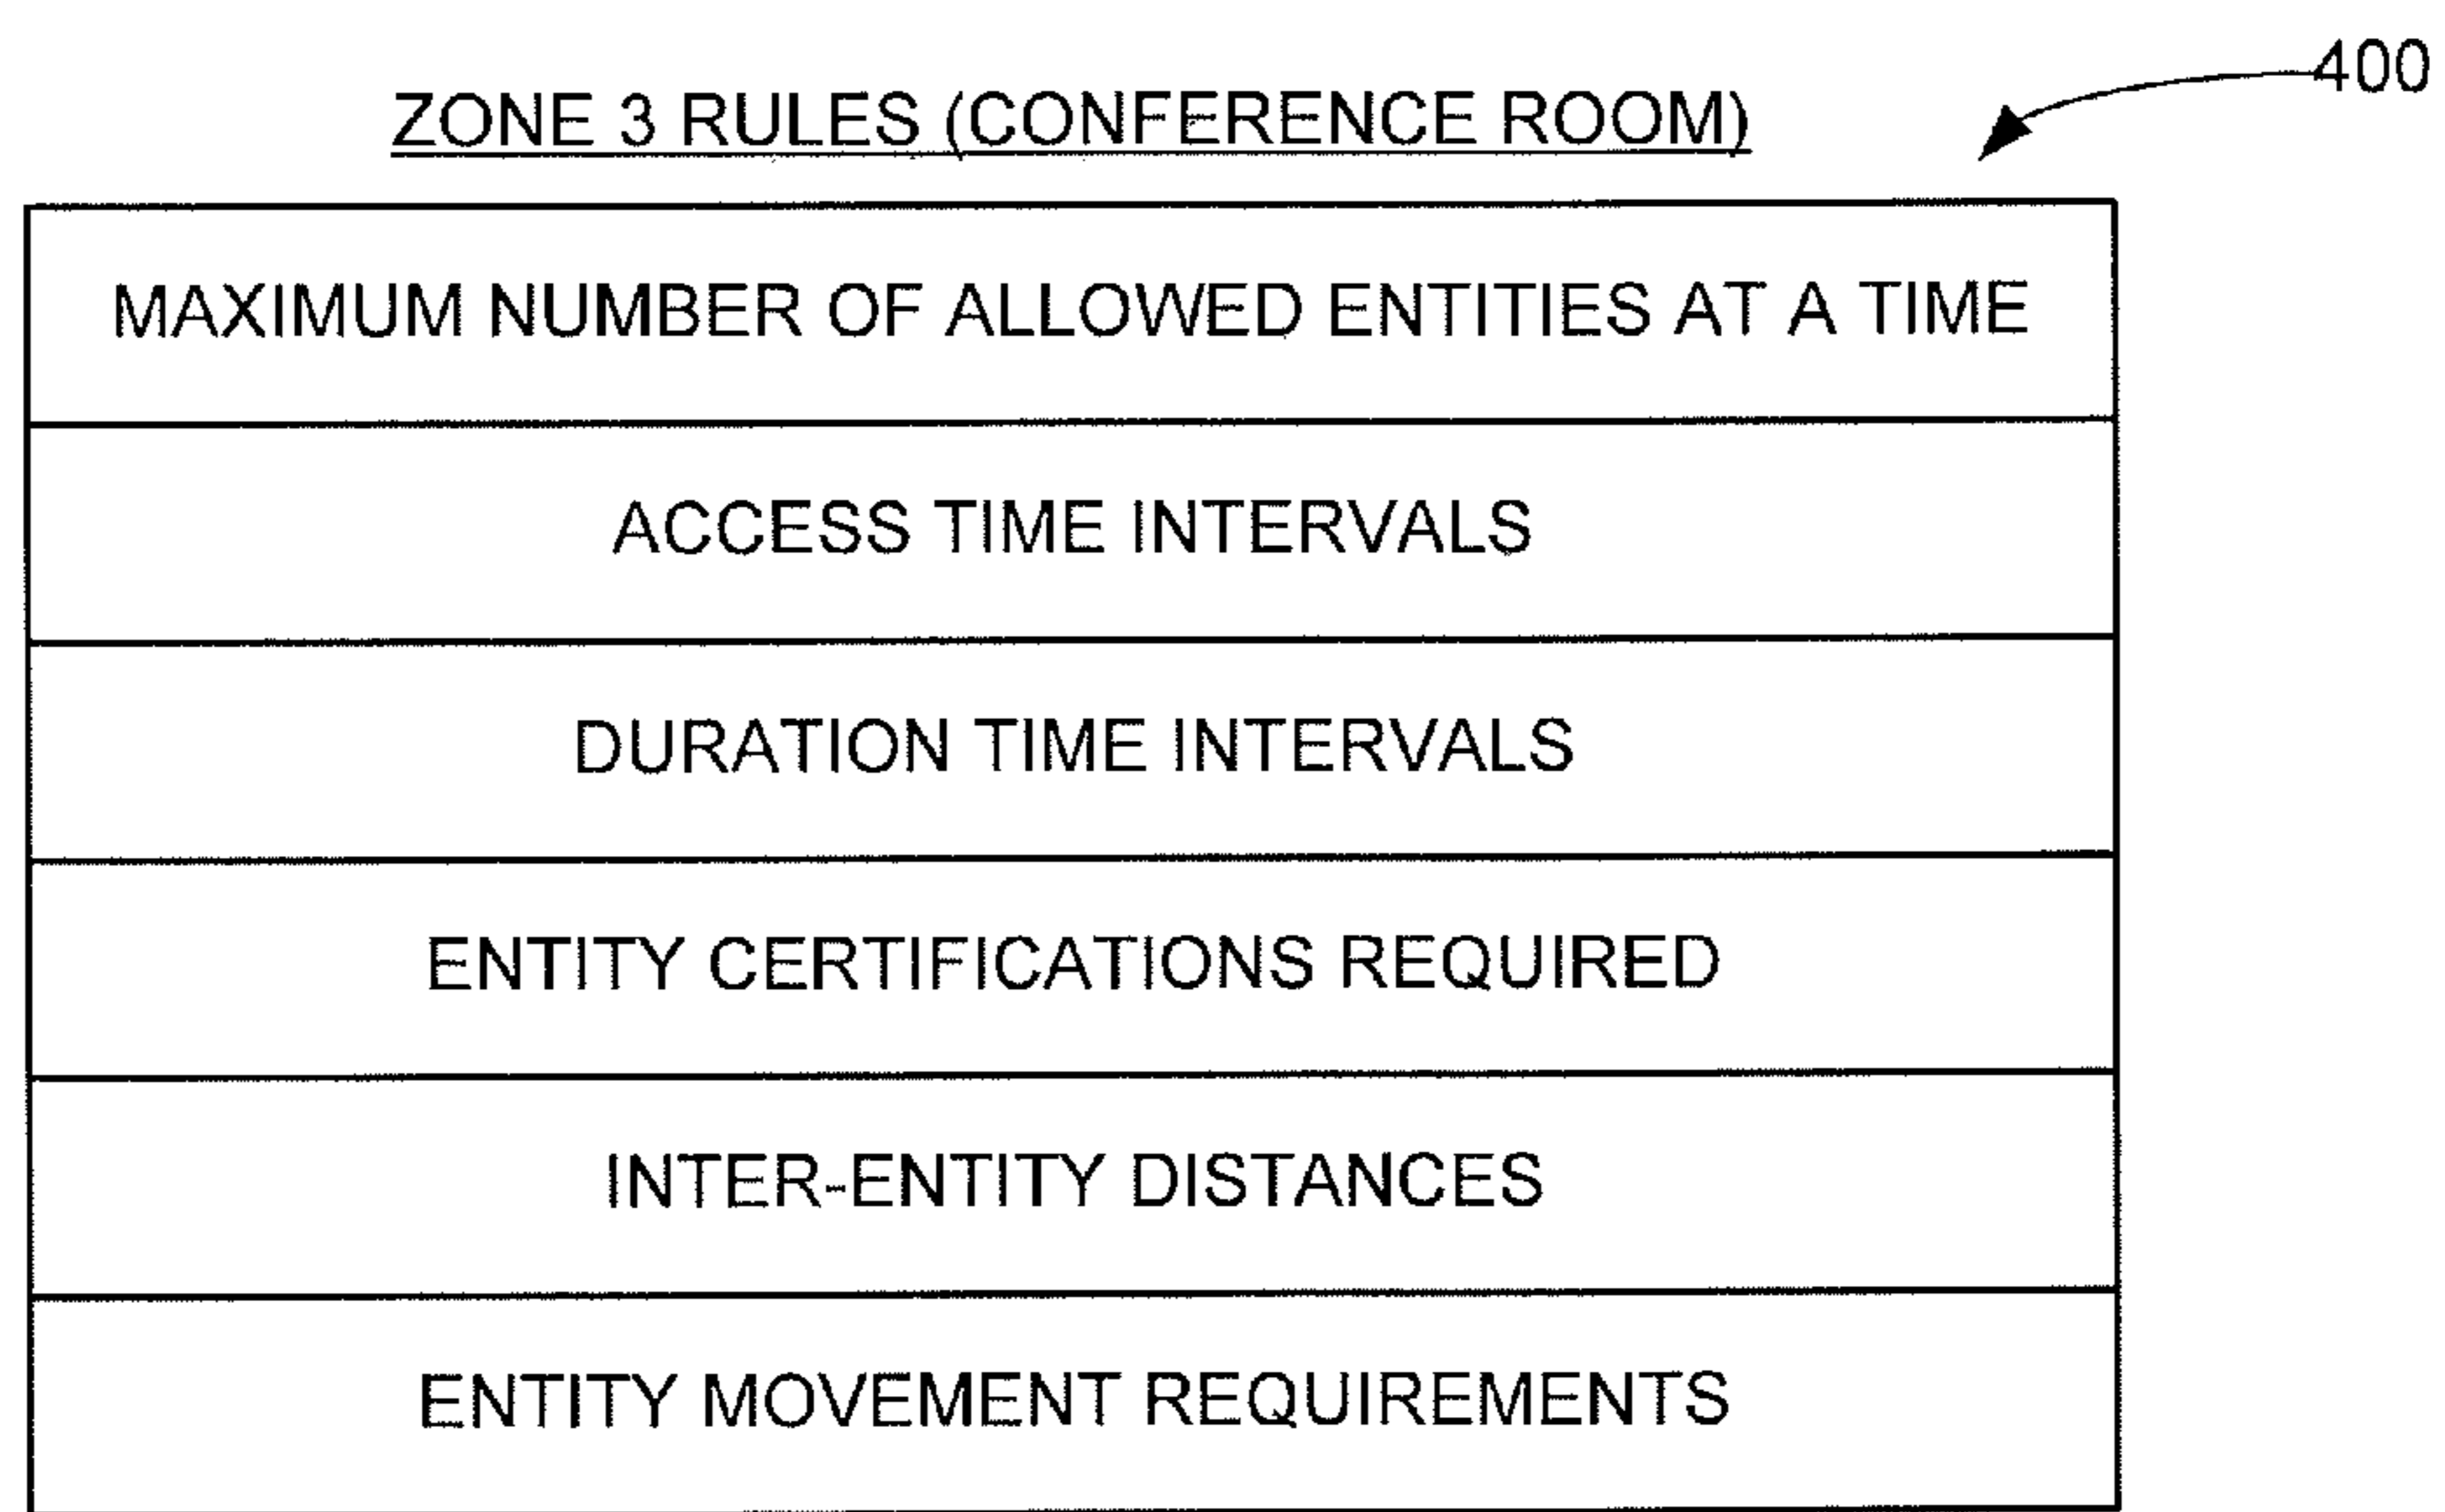 400
ZONE 3 RULES (CONFERENCE ROOM)
MAXIMUM NUMBER OF ALLOWED ENTITIES AT A TIME
ACCESS TIME INTERVALS
DURATION TIME INTERVALS
ENTITY CERTIFICATIONS REQUIRED
INTER-ENTITY DISTANCES
ENTITY MOVEMENT REQUIREMENTS